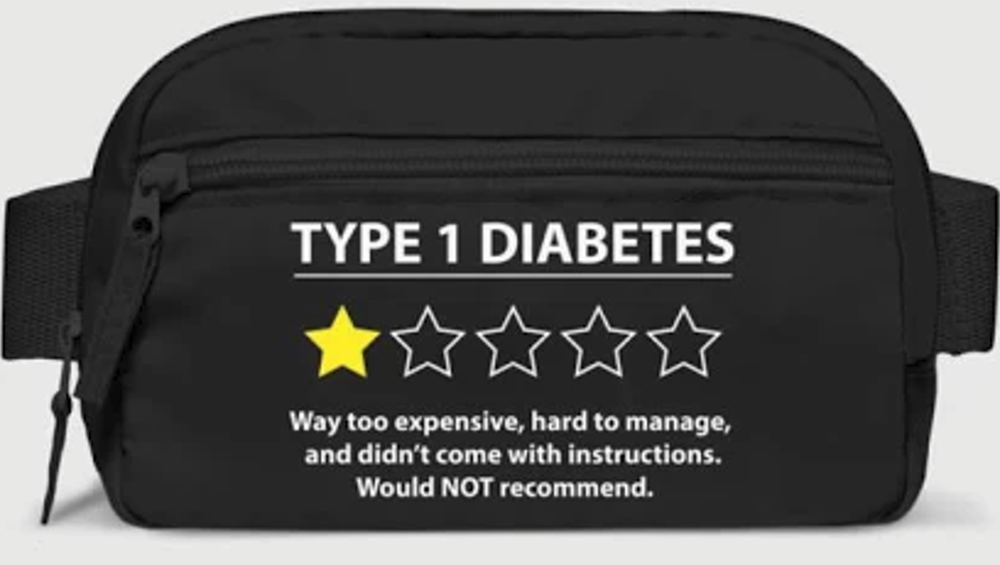 TYPE 1 DIABETES
Way too expensive, hard to manage,
and didn't come with instructions.
Would NOT recommend.